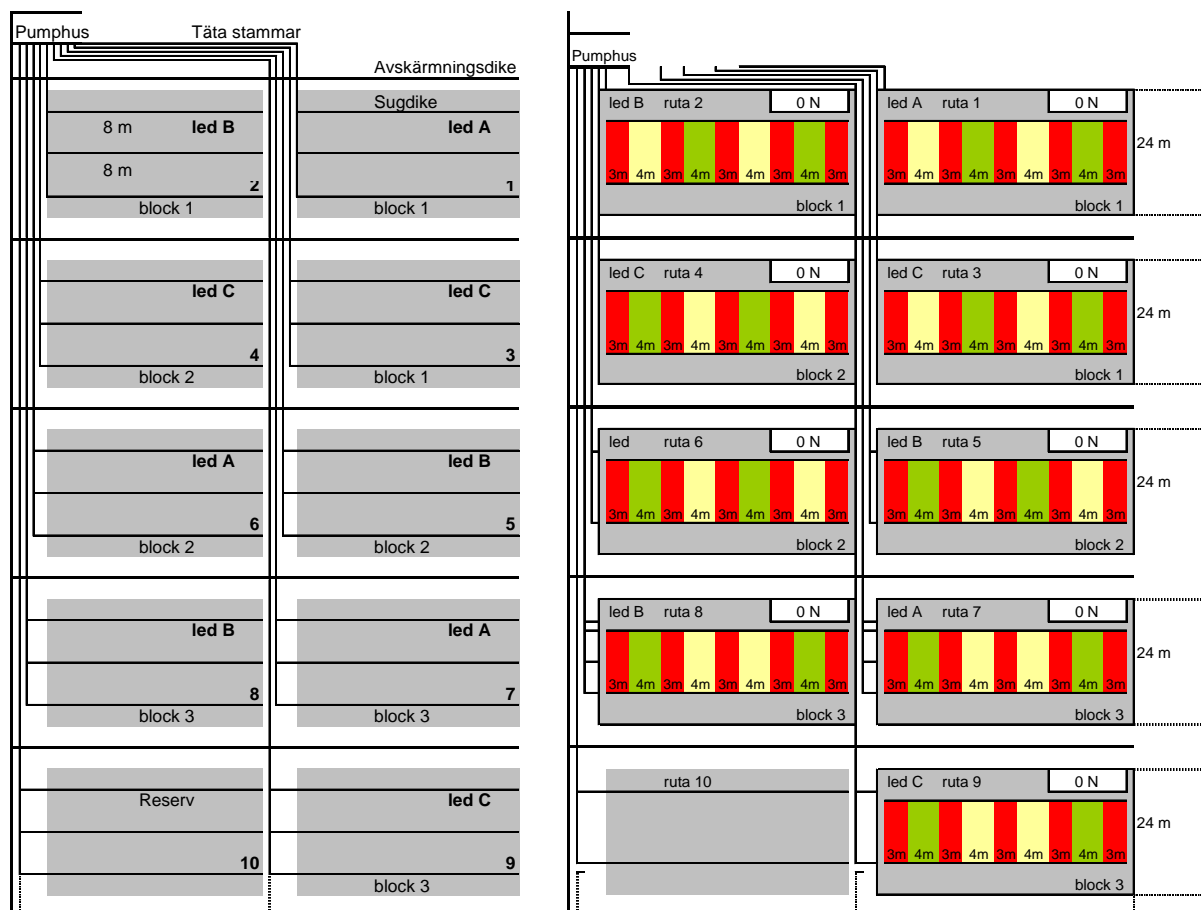 Pumphus Täta stammar
Avskärmningsdike
Sugdike
8 m led B led A
8 m
2 1
block 1 block 1
led C led C
4 3
block 2 block 1
led A led B
6 5
block 2 block 2
led B led A
8 7
block 3 block 3
Reserv led C
10 9
block 3
Pumphus
led B ruta 2 0 N
3m 4m 3m 4m 3m 4m 3m 4m 3m
block 1
led A ruta 1 0 N
3m 4m 3m 4m 3m 4m 3m 4m 3m
block 1
24 m
led C ruta 4 0 N
3m 4m 3m 4m 3m 4m 3m 4m 3m
block 2
led C ruta 3 0 N
3m 4m 3m 4m 3m 4m 3m 4m 3m
block 1
24 m
led ruta 6 0 N
3m 4m 3m 4m 3m 4m 3m 4m 3m
block 2
led B ruta 5 0 N
3m 4m 3m 4m 3m 4m 3m 4m 3m
block 2
24 m
led B ruta 8 0 N
3m 4m 3m 4m 3m 4m 3m 4m 3m
block 3
led A ruta 7 0 N
3m 4m 3m 4m 3m 4m 3m 4m 3m
block 3
24 m
ruta 10
led C ruta 9 0 N
3m 4m 3m 4m 3m 4m 3m 4m 3m
block 3
24 m